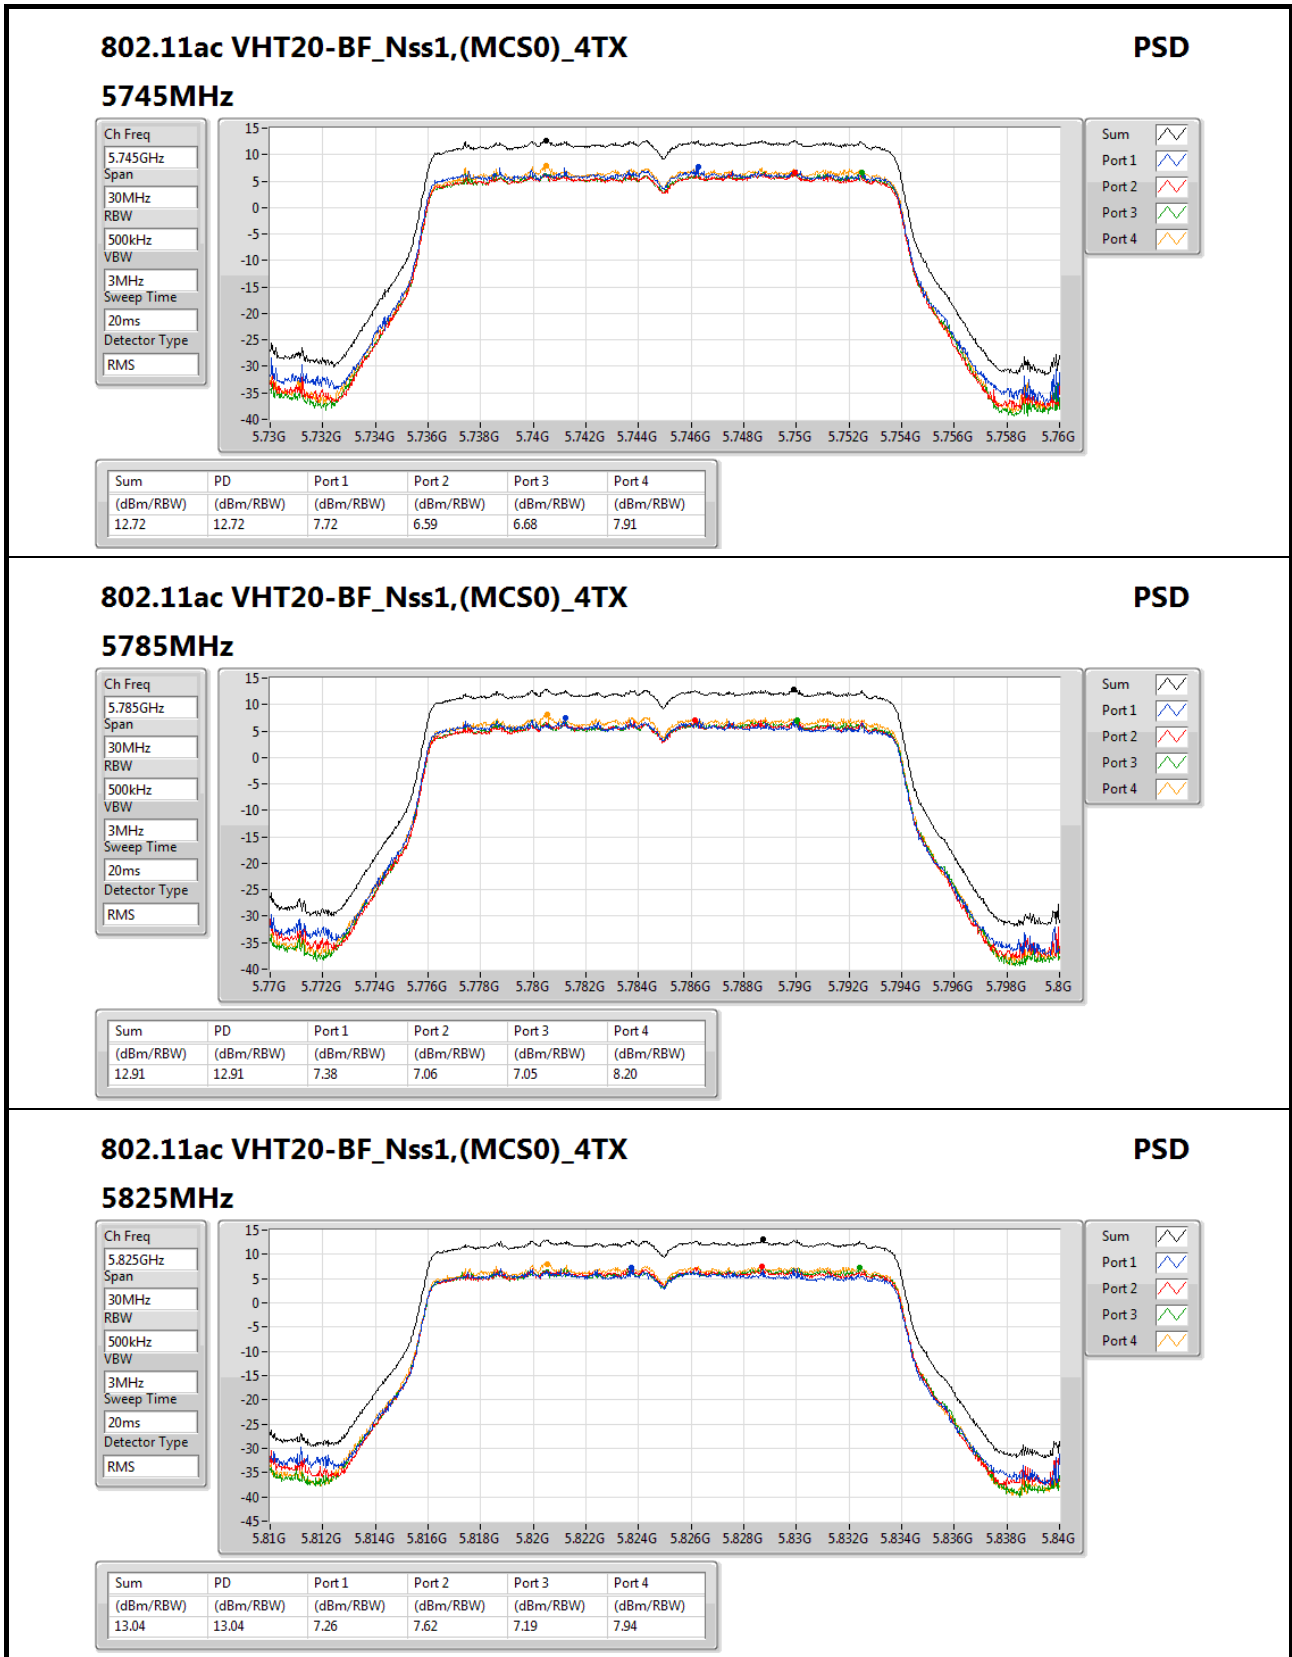 802.11ac VHT20-BF_Nss1,(MCS0)_4TX PSD
5745MHz
Ch Freq
5.745GHz
Span
30MHz
RBW
500kHz
VBW
3MHz
Sweep Time
20ms
Detector Type
RMS
15
10
5
0
-5
-10
-15
-20
-25
-30
-35
-40
5.73G 5.732G 5.734G 5.736G 5.738G 5.74G 5.742G 5.744G 5.746G 5.748G 5.75G 5.752G 5.754G 5.756G 5.758G 5.76G
Sum
Port 1
Port 2
Port 3
Port 4
Sum PD Port 1 Port 2 Port 3 Port 4
(dBm/RBW) (dBm/RBW) (dBm/RBW) (dBm/RBW) (dBm/RBW) (dBm/RBW)
12.72 12.72 7.72 6.59 6.68 7.91
802.11ac VHT20-BF_Nss1,(MCS0)_4TX PSD
5785MHz
Ch Freq
5.785GHz
Span
30MHz
RBW
500kHz
VBW
3MHz
Sweep Time
20ms
Detector Type
RMS
15
10
5
0
-5
-10
-15
-20
-25
-30
-35
-40
5.77G 5.772G 5.774G 5.776G 5.778G 5.78G 5.782G 5.784G 5.786G 5.788G 5.79G 5.792G 5.794G 5.796G 5.798G 5.8G
Sum
Port 1
Port 2
Port 3
Port 4
Sum PD Port 1 Port 2 Port 3 Port 4
(dBm/RBW) (dBm/RBW) (dBm/RBW) (dBm/RBW) (dBm/RBW) (dBm/RBW)
12.91 12.91 7.38 7.06 7.05 8.20
802.11ac VHT20-BF_Nss1,(MCS0)_4TX PSD
5825MHz
Ch Freq
5.825GHz
Span
30MHz
RBW
500kHz
VBW
3MHz
Sweep Time
20ms
Detector Type
RMS
15
10
5
0
-5
-10
-15
-20
-25
-30
-35
-40
-45
5.81G 5.812G 5.814G 5.816G 5.818G 5.82G 5.822G 5.824G 5.826G 5.828G 5.83G 5.832G 5.834G 5.836G 5.838G 5.84G
Sum
Port 1
Port 2
Port 3
Port 4
Sum PD Port 1 Port 2 Port 3 Port 4
(dBm/RBW) (dBm/RBW) (dBm/RBW) (dBm/RBW) (dBm/RBW) (dBm/RBW)
13.04 13.04 7.26 7.62 7.19 7.94